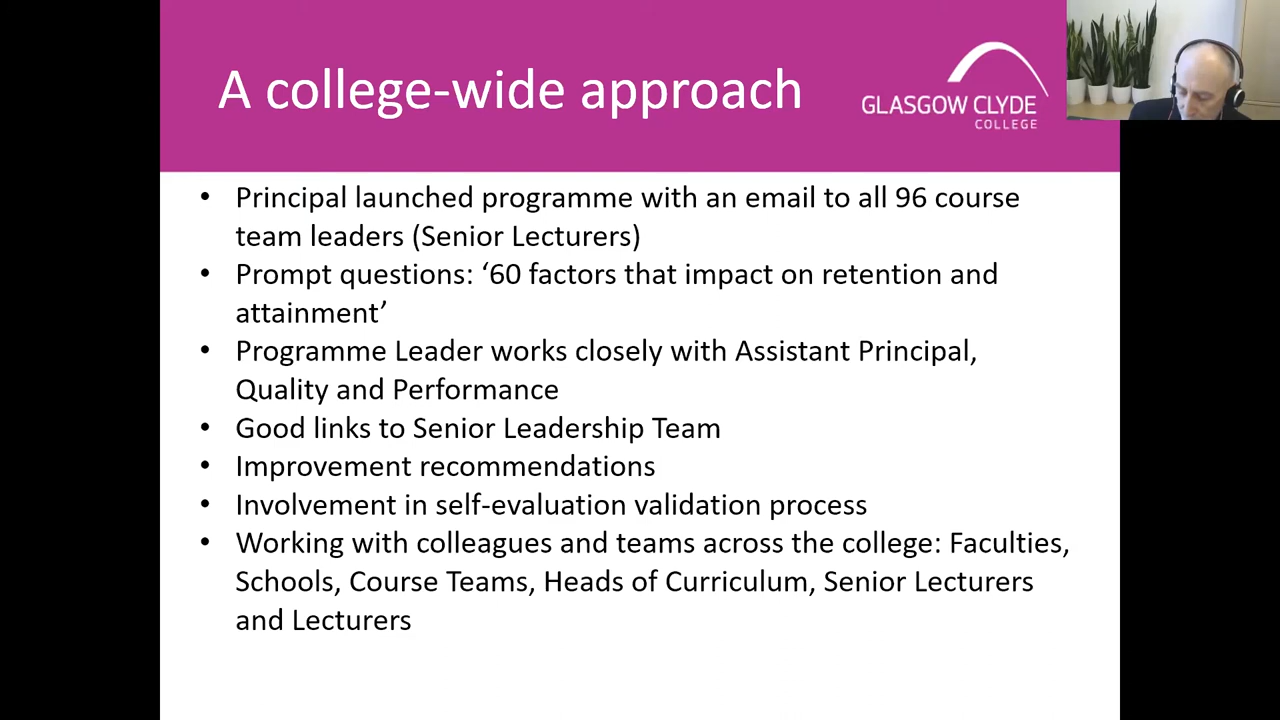 A college-wide approach
GLASGOW CLYDE
COLLEGE
• Principal launched programme with an email to all 96 course
team leaders (Senior Lecturers)
• Prompt questions: ‘60 factors that impact on retention and
attainment’
• Programme Leader works closely with Assistant Principal,
Quality and Performance
• Good links to Senior Leadership Team
• Improvement recommendations
• Involvement in self-evaluation validation process
• Working with colleagues and teams across the college: Faculties,
Schools, Course Teams, Heads of Curriculum, Senior Lecturers
and Lecturers